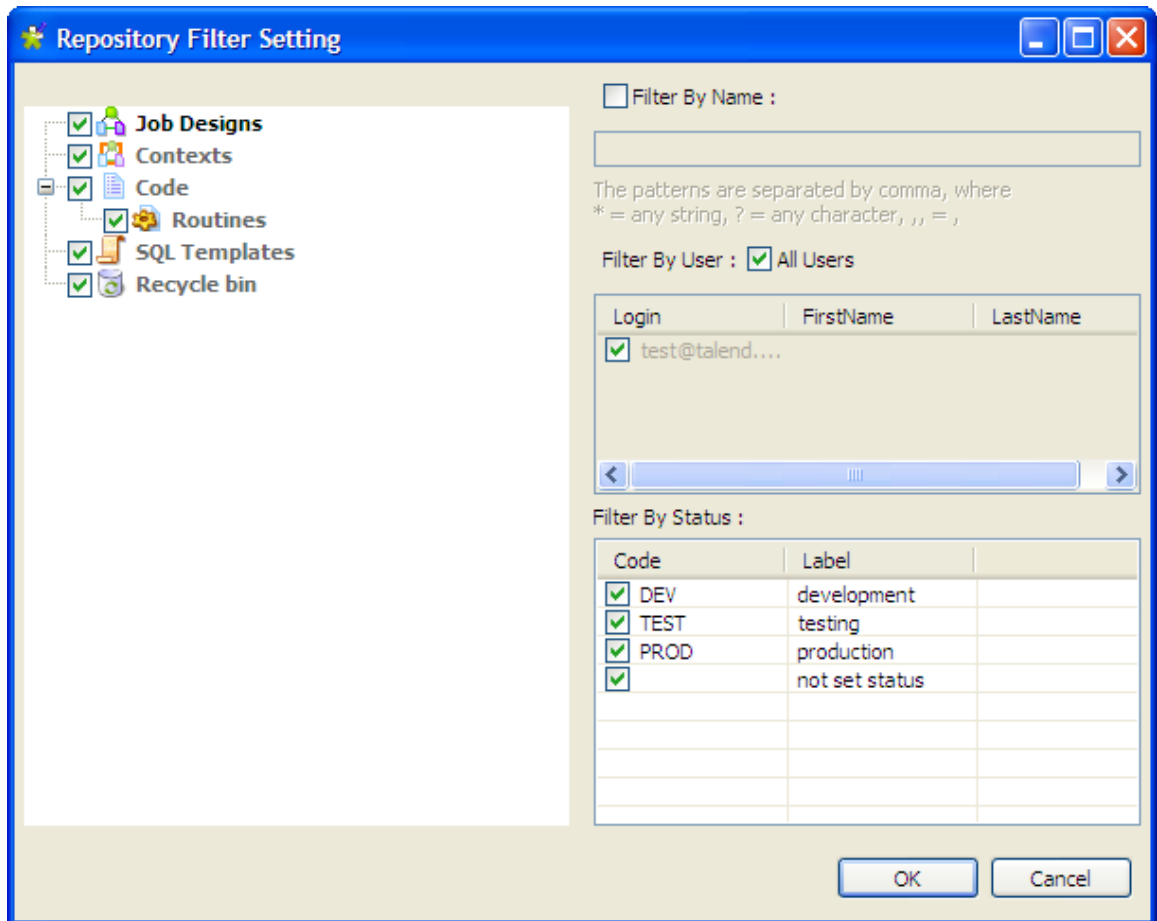 Repository Filter Setting
Job Designs
Contexts
Code
Routines
SQL Templates
Recycle bin
Filter By Name :
The patterns are separated by comma, where
* = any string, ? = any character, ,, = ,
Filter By User : All Users
Login FirstName LastName
test@talend....
Filter By Status :
Code Label
DEV development
TEST testing
PROD production
not set status
OK Cancel